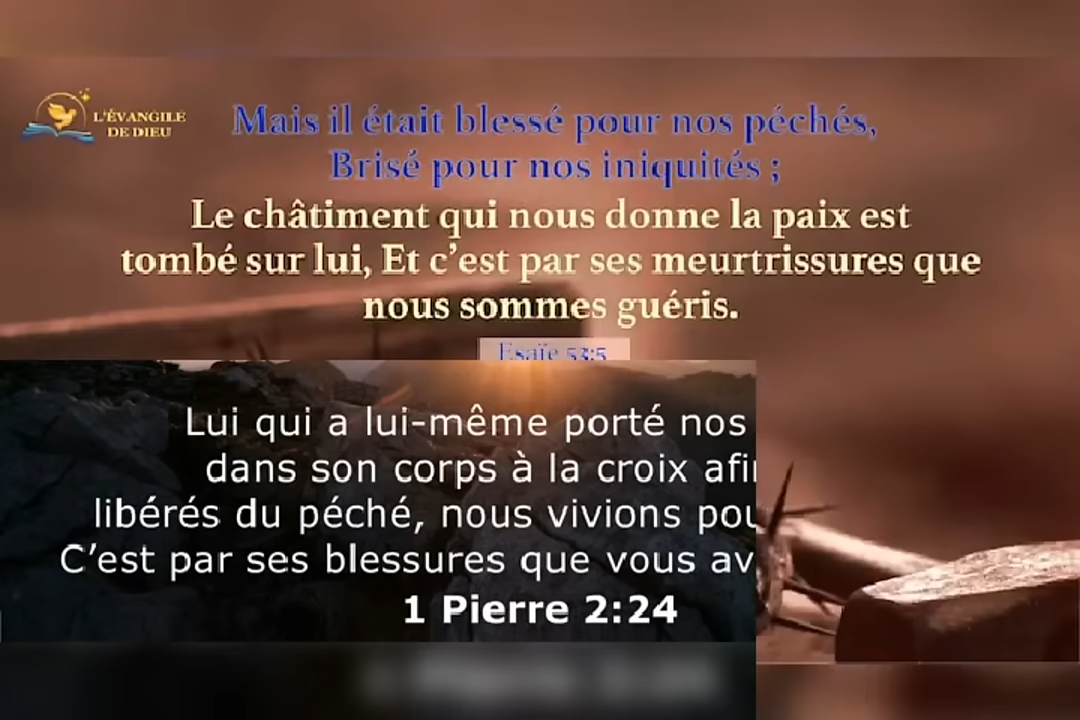 L'ÉVANGILE
DE DIEU
Mais il était blessé pour nos péchés,
Brisé pour nos iniquités ;
Le châtiment qui nous donne la paix est
tombé sur lui, Et c’est par ses meurtrissures que
nous sommes guéris.
Esaïe 53:5
Lui qui a lui-même porté nos
dans son corps à la croix
libérés du péché, nous vivions
C’est par ses blessures que vous
1 Pierre 2:24